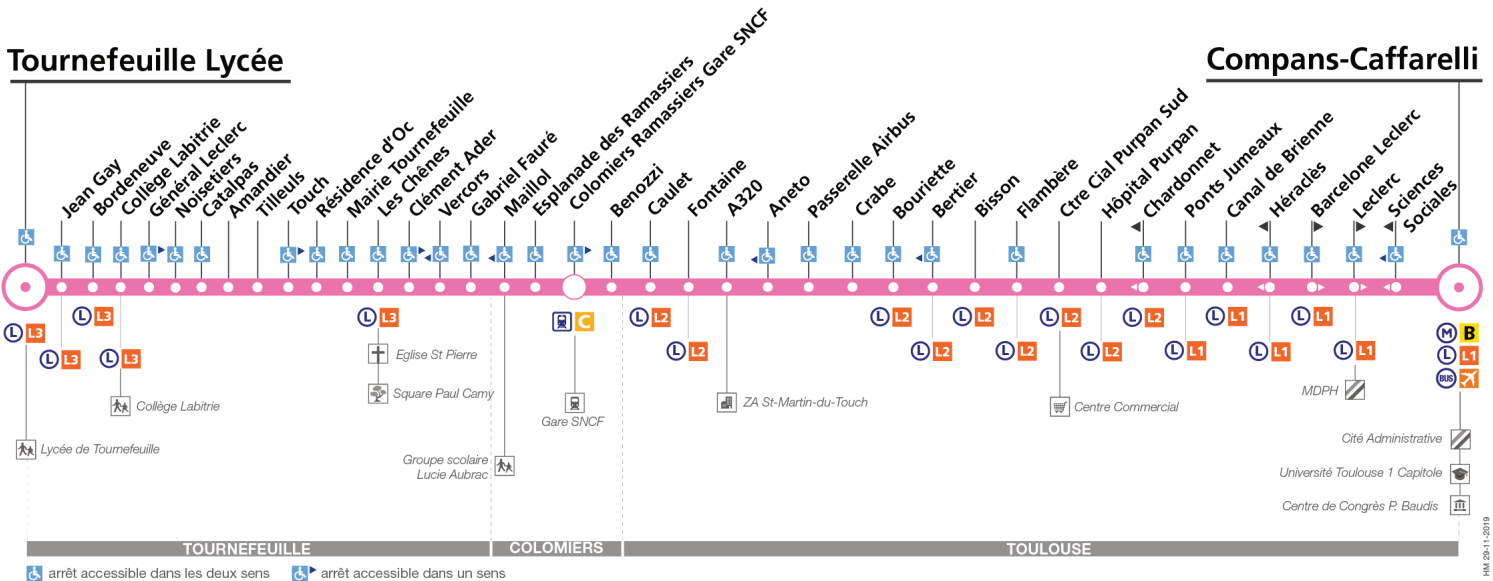 Tournefeuille Lycée
Compans-Caffarelli
Jean Gay
Bordeneuve
Collège Labitrie
Général Leclerc
Noisetiers
Catalpas
Amandier
Tilleuls
Touch
Résidence d'Oc
Mairie Tournefeuille
Les Chênes
Clément Ader
Vercors
Gabriel Fauré
Maillol
Esplanade des Ramassiers
Colomiers Ramassiers Gare SNCF
Benozzi
Caulet
Fontaine
A320
Aneto
Passerelle Airbus
Crabe
Bouriette
Bertier
Bisson
Flambère
Ctre Cial Purpan Sud
Hôpital Purpan
Chardonnet
Ponts Jumeaux
Canal de Brienne
Héraclès
Barcelone Leclerc
Leclerc
Sciences
Sociales
L L3
L L3
L L3
L L3
L L3
C
L L2
L L2
L L2
L L2
L L2
L L2
L L2
L L2
L L2
L L1
L L1
L L1
L L1
L L1
M B
L L1
BUS
Eglise St Pierre
Square Paul Camy
Collège Labitrie
Lycée de Tournefeuille
Groupe scolaire
Lucie Aubrac
Gare SNCF
ZA St-Martin-du-Touch
Centre Commercial
MDPH
Cité Administrative
Université Toulouse 1 Capitole
Centre de Congrès P. Baudis
TOURNEFEUILLE
COLOMIERS
TOULOUSE
arrêt accessible dans les deux sens
arrêt accessible dans un sens
HM 29-11-2019